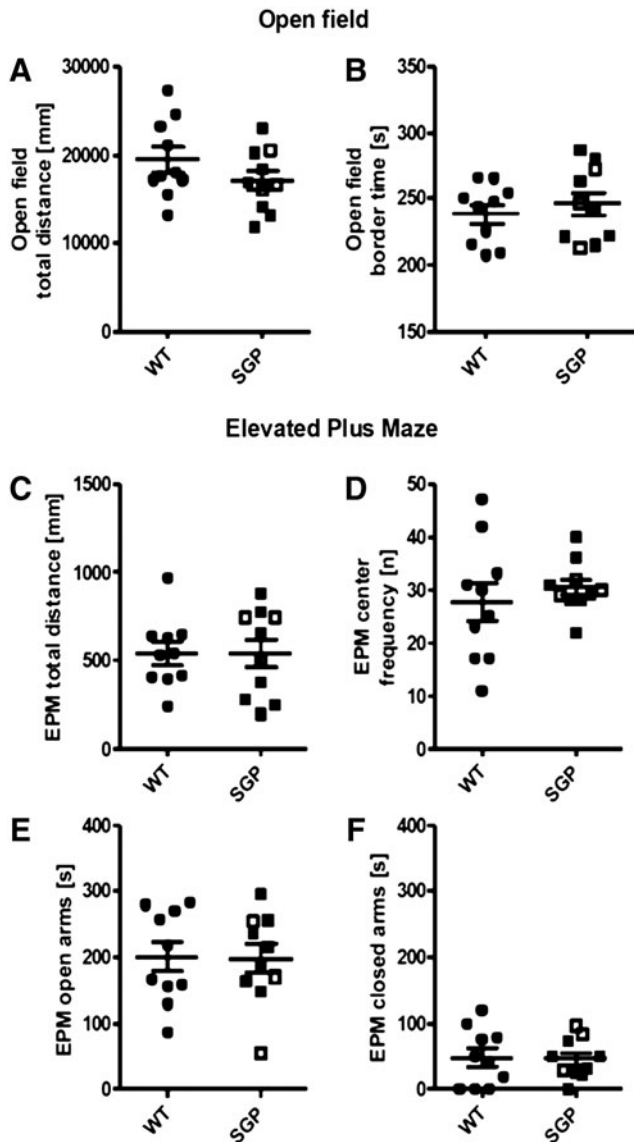 Open field
A
Open field
total distance [mm]
30000
20000
10000
0
WT
SGP
B
Open field
border time [s]
350
300
250
200
150
WT
SGP
Elevated Plus Maze
C
EPM total distance [mm]
1500
1000
500
0
WT
SGP
D
EPM center
frequency [n]
50
40
30
20
10
0
WT
SGP
E
EPM open arms [s]
400
300
200
100
0
WT
SGP
F
EPM closed arms [s]
400
300
200
100
0
WT
SGP